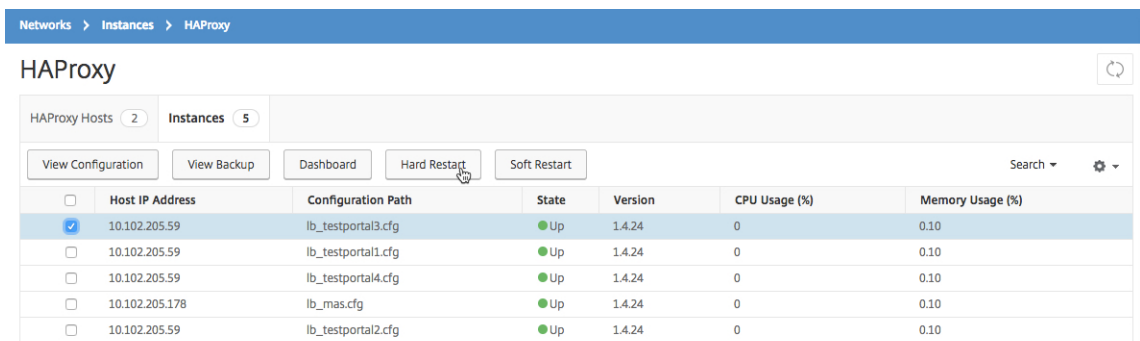 Networks > Instances > HAProxy
HAProxy
HAProxy Hosts 2 Instances 5
View Configuration View Backup Dashboard Hard Restart Soft Restart Search
Host IP Address Configuration Path State Version CPU Usage (%) Memory Usage (%)
10.102.205.59 lb_testportal3.cfg Up 1.4.24 0 0.10
10.102.205.59 lb_testportal1.cfg Up 1.4.24 0 0.10
10.102.205.59 lb_testportal4.cfg Up 1.4.24 0 0.10
10.102.205.178 lb_mas.cfg Up 1.4.24 0 0.10
10.102.205.59 lb_testportal2.cfg Up 1.4.24 0 0.10